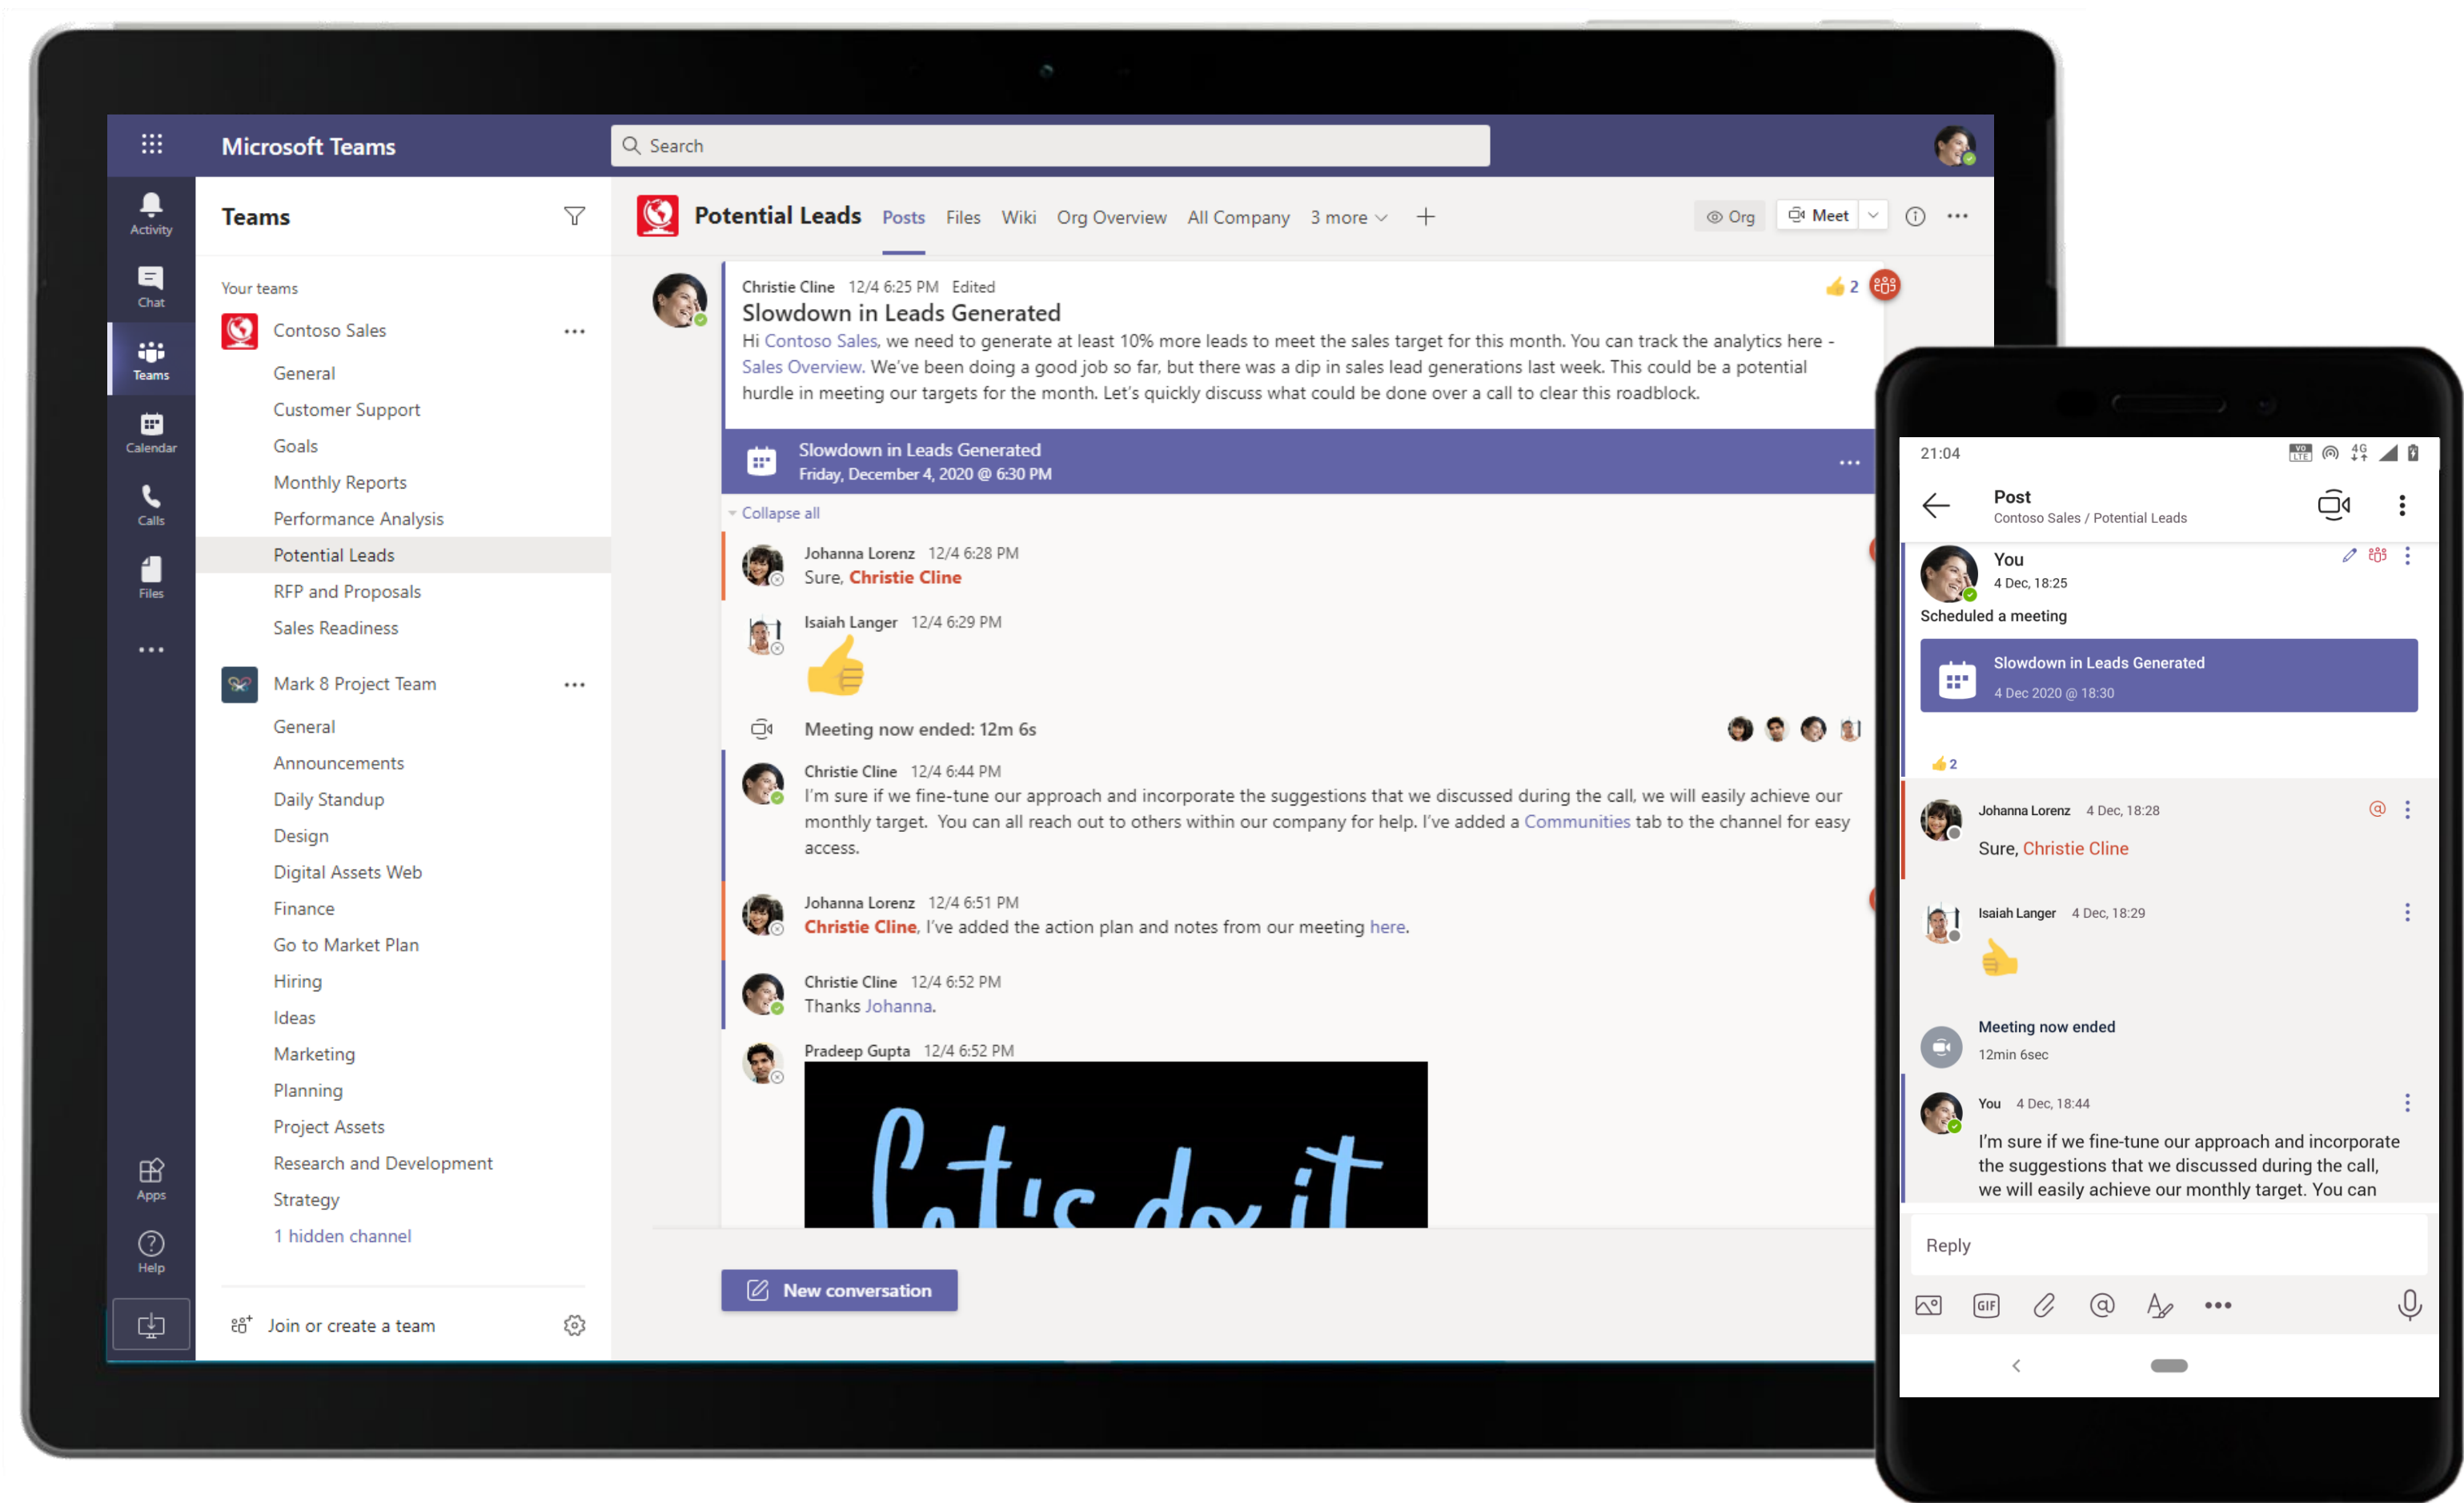 Microsoft Teams
Search
Activity
Chat
Teams
Calendar
Calls
Files
Apps
Help
Teams
Your teams
Contoso Sales
General
Customer Support
Goals
Monthly Reports
Performance Analysis
Potential Leads
RFP and Proposals
Sales Readiness
Mark 8 Project Team
General
Announcements
Daily Standup
Design
Digital Assets Web
Finance
Go to Market Plan
Hiring
Ideas
Marketing
Planning
Project Assets
Research and Development
Strategy
1 hidden channel
Join or create a team
Potential Leads Posts Files Wiki Org Overview All Company 3 more
Org Meet
Christie Cline 12/4 6:25 PM Edited
2
Slowdown in Leads Generated
Hi Contoso Sales, we need to generate at least 10% more leads to meet the sales target for this month. You can track the analytics here -
Sales Overview. We've been doing a good job so far, but there was a dip in sales lead generations last week. This could be a potential
hurdle in meeting our targets for the month. Let's quickly discuss what could be done over a call to clear this roadblock.
Slowdown in Leads Generated
Friday, December 4, 2020 @ 6:30 PM
Collapse all
Johanna Lorenz 12/4 6:28 PM
Sure, Christie Cline
Isaiah Langer 12/4 6:29 PM
Meeting now ended: 12m 6s
Christie Cline 12/4 6:44 PM
I'm sure if we fine-tune our approach and incorporate the suggestions that we discussed during the call, we will easily achieve our
monthly target. You can all reach out to others within our company for help. I've added a Communities tab to the channel for easy
access.
Johanna Lorenz 12/4 6:51 PM
Christie Cline, I've added the action plan and notes from our meeting here.
Christie Cline 12/4 6:52 PM
Thanks Johanna.
Pradeep Gupta 12/4 6:52 PM
Let's do it
New conversation
21:04
VO LTE 4G
Post
Contoso Sales / Potential Leads
You
4 Dec, 18:25
Scheduled a meeting
Slowdown in Leads Generated
4 Dec 2020 @ 18:30
2
Johanna Lorenz 4 Dec, 18:28
@
Sure, Christie Cline
Isaiah Langer 4 Dec, 18:29
Meeting now ended
12min 6sec
You 4 Dec, 18:44
I'm sure if we fine-tune our approach and incorporate
the suggestions that we discussed during the call,
we will easily achieve our monthly target. You can
Reply
GIF @ A